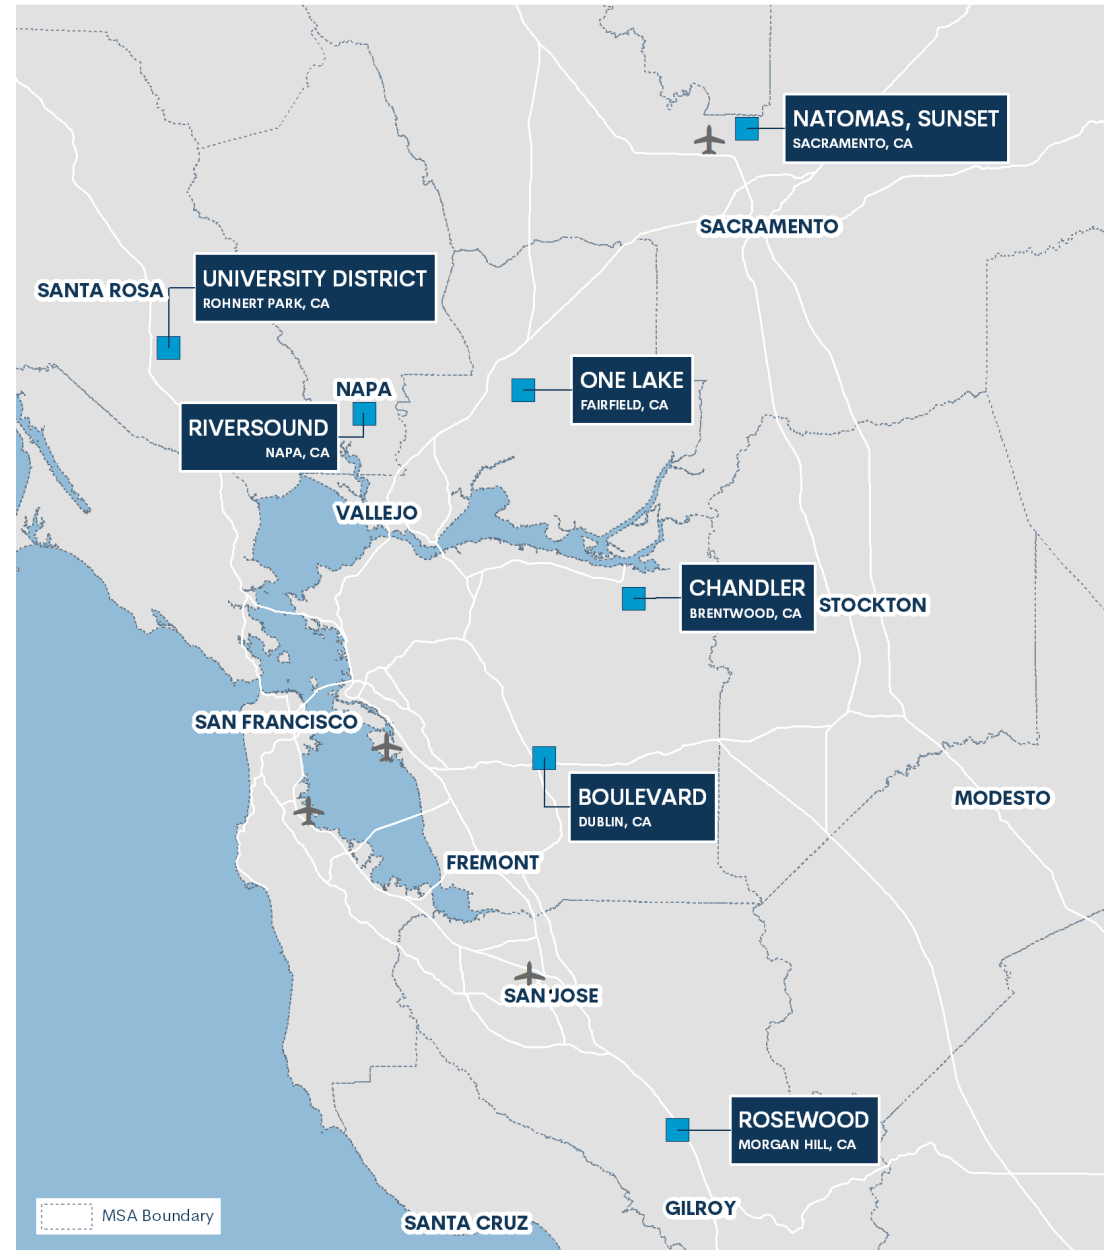 NATOMAS, SUNSET
SACRAMENTO, CA
SACRAMENTO
UNIVERSITY DISTRICT
ROHNERT PARK, CA
SANTA ROSA
ONE LAKE
FAIRFIELD, CA
NAPA
RIVERSOUND
NAPA, CA
VALLEJO
CHANDLER
BRENTWOOD, CA
STOCKTON
SAN FRANCISCO
BOULEVARD
DUBLIN, CA
MODESTO
FREMONT
SAN JOSE
ROSEWOOD
MORGAN HILL, CA
GILROY
MSA Boundary
SANTA CRUZ